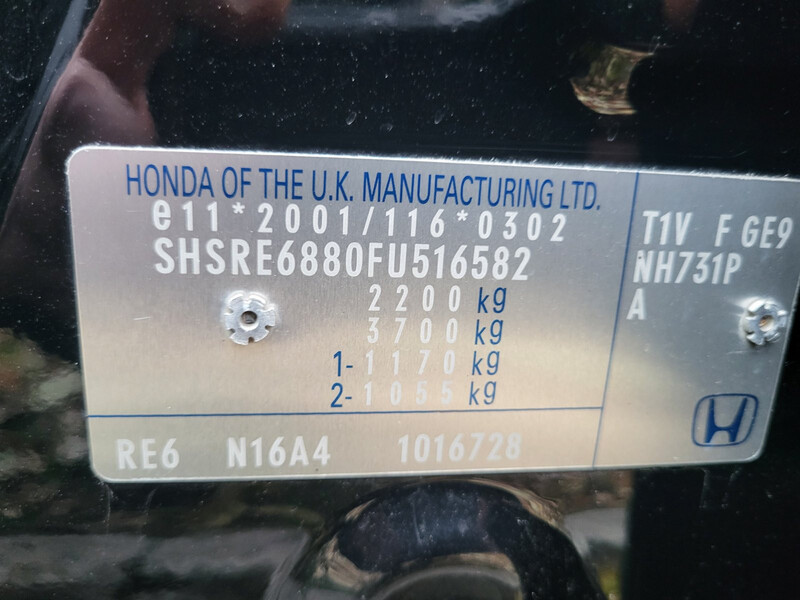 HONDA OF THE U.K. MANUFACTURING LTD.
e11*2001/116*0302
SHSRE6880FU516582
2200 kg
3700 kg
1-1170 kg
2-1055 kg
RE6 N16A4 1016728
T1V F GE9
NH731P
A